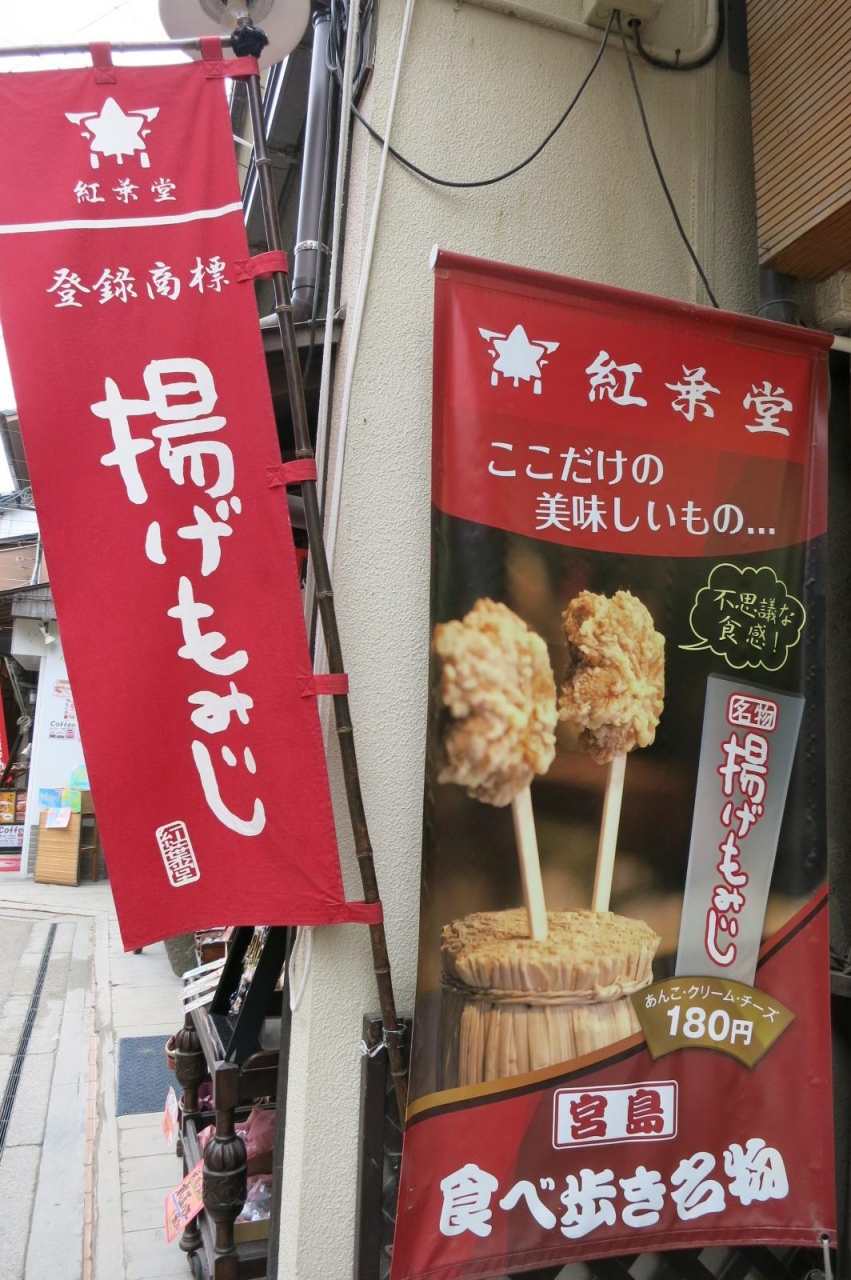 紅葉堂
登録商標
揚げもみじ
紅葉堂
紅葉堂
ここだけの
美味しいもの...
不思議な
食感!
名物
揚げもみじ
あんこ・クリーム・チーズ
180円
宮島
食べ歩き名物
Coffee
Coffee